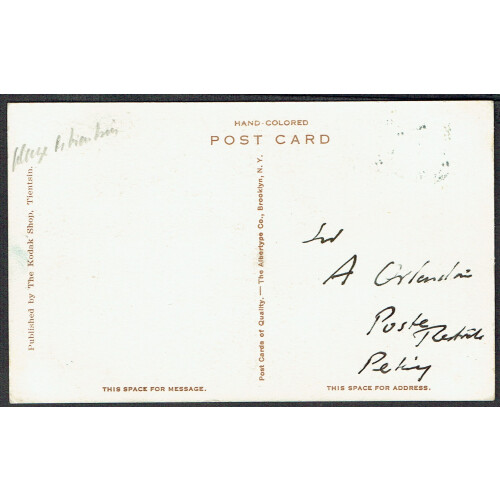 HAND-COLORED
POST CARD
Published by The Kodak Shop, Tientsin.
Post Cards of Quality. — The Albertype Co., Brooklyn, N. Y.
A
Poste
Restante
Peking
THIS SPACE FOR MESSAGE.
THIS SPACE FOR ADDRESS.